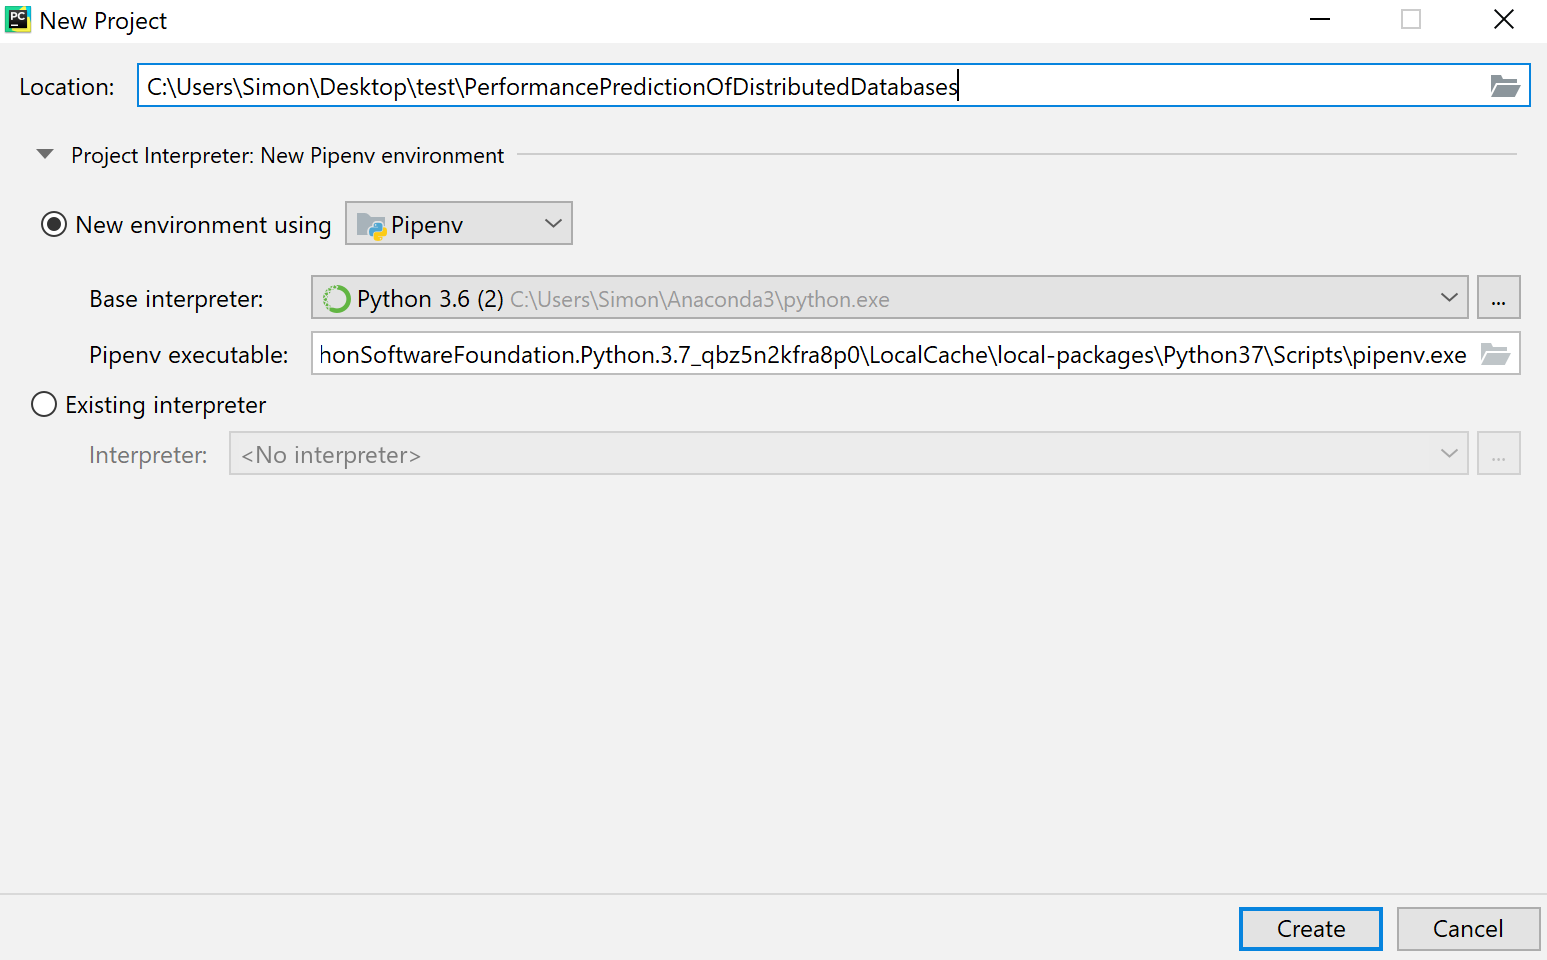 PC New Project
Location: C:\Users\Simon\Desktop\test\PerformancePredictionOfDistributedDatabases
Project Interpreter: New Pipenv environment
New environment using Pipenv
Base interpreter: Python 3.6 (2) C:\Users\Simon\Anaconda3\python.exe ...
Pipenv executable: honSoftwareFoundation.Python.3.7_qbz5n2kfra8p0\LocalCache\local-packages\Python37\Scripts\pipenv.exe
Existing interpreter
Interpreter: <No interpreter> ...
Create Cancel